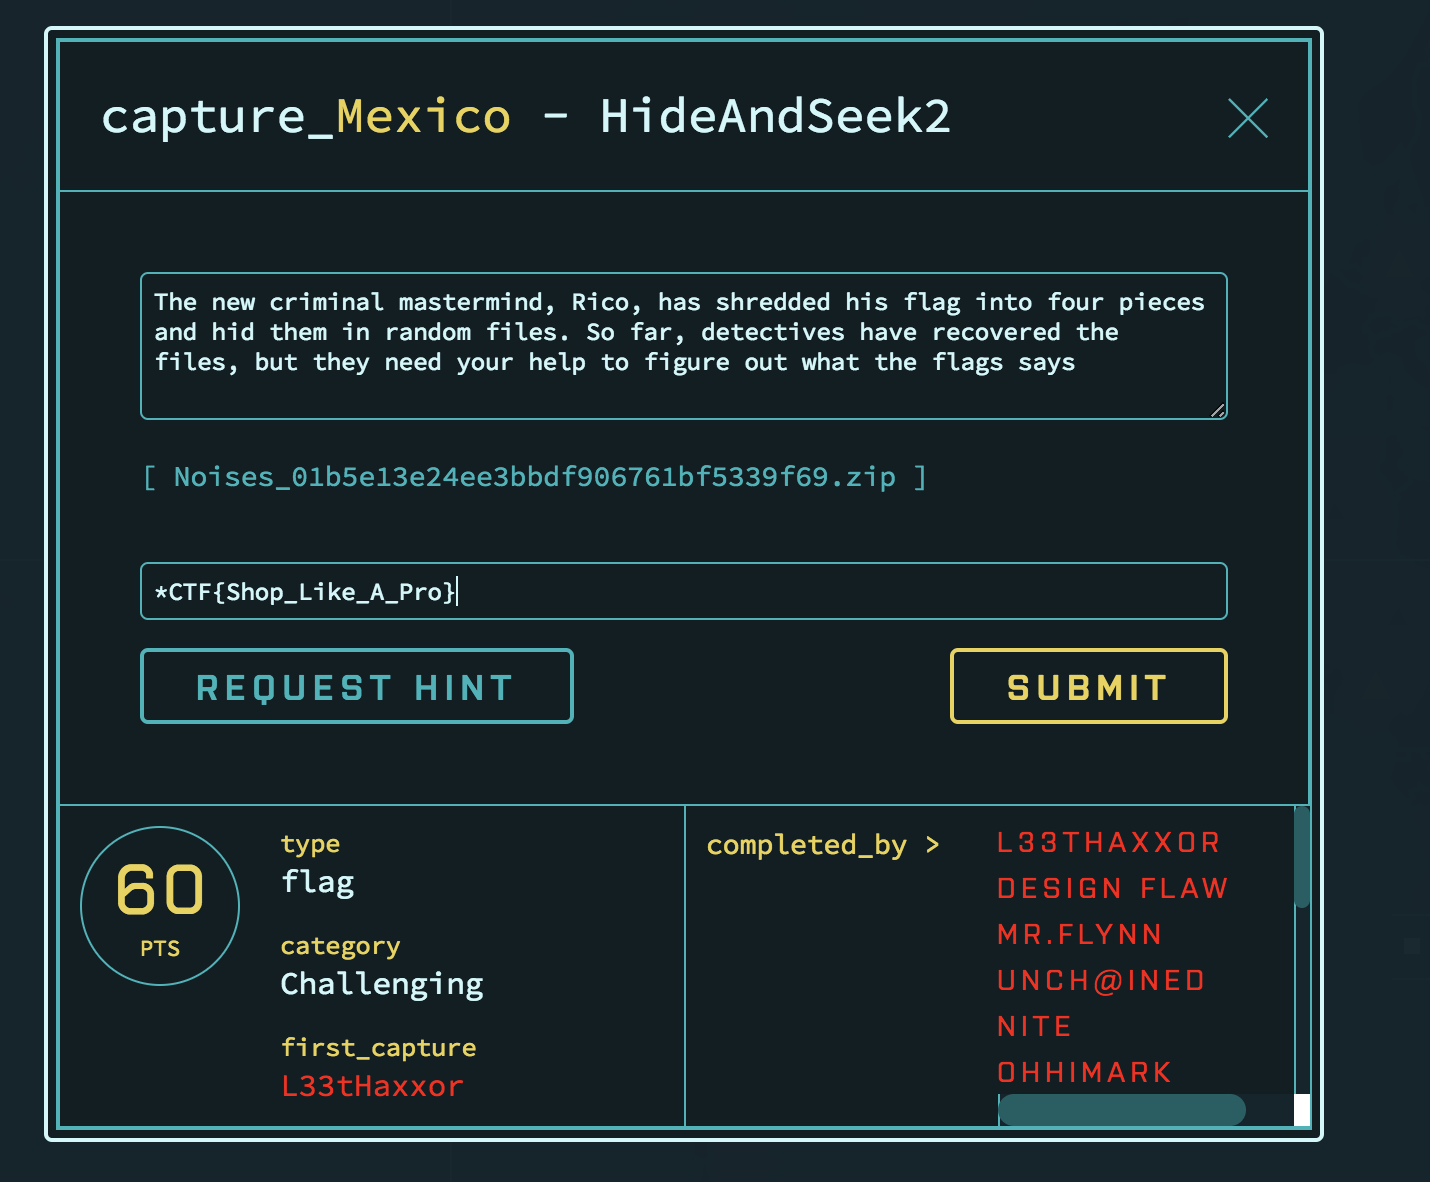 capture_Mexico - HideAndSeek2
The new criminal mastermind, Rico, has shredded his flag into four pieces
and hid them in random files. So far, detectives have recovered the
files, but they need your help to figure out what the flags says
[ Noises_01b5e13e24ee3bbdf906761bf5339f69.zip ]
*CTF{Shop_Like_A_Pro}
REQUEST HINT
SUBMIT
60
PTS
type
flag
category
Challenging
first_capture
L33tHaxxor
completed_by >
L33THAXXOR
DESIGN FLAW
MR.FLYNN
UNCH@INED
NITE
OHHIMARK